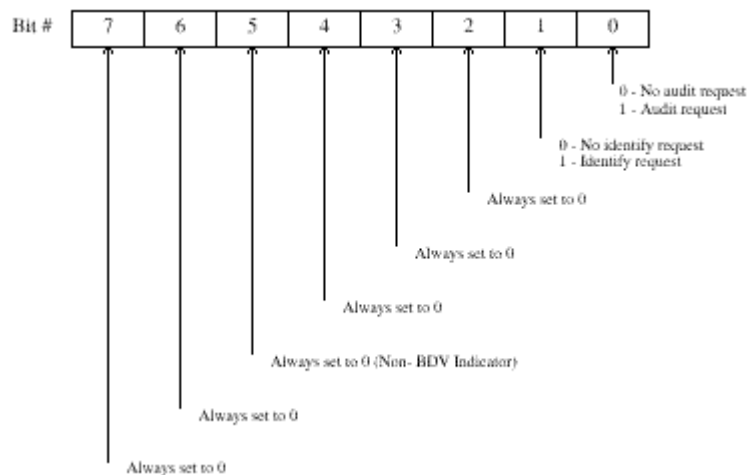 Bit # 7 6 5 4 3 2 1 0
0 - No audit request
1 - Audit request
0 - No identify request
1 - Identify request
Always set to 0
Always set to 0
Always set to 0
Always set to 0 (Non- BDV Indicator)
Always set to 0
Always set to 0